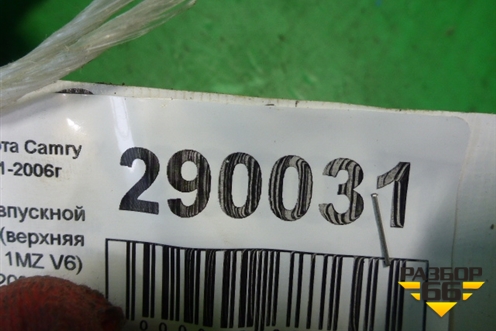 ота Camry
1-2006г
290031
впускной
(верхняя
1MZ V6)
РАЗБОР
66